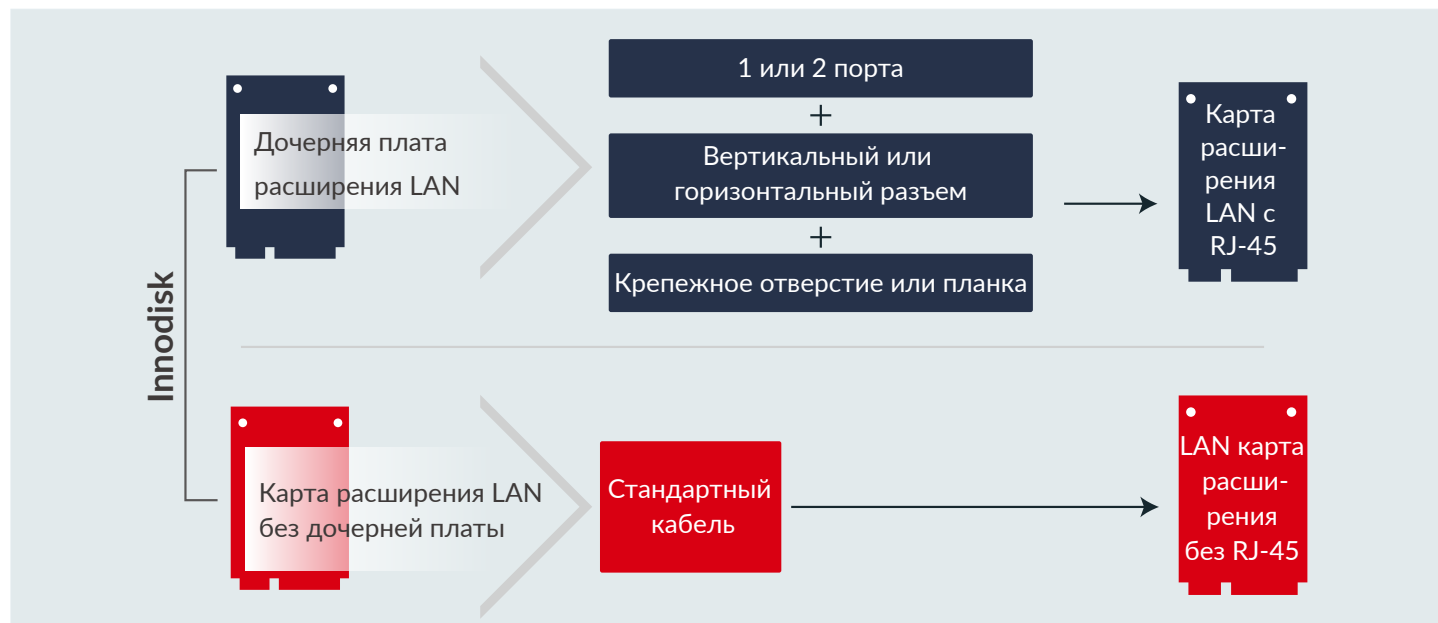 Innodisk
Дочерняя плата
расширения LAN
1 или 2 порта
+
Вертикальный или
горизонтальный разъем
+
Крепежное отверстие или планка
Карта
расши-
рения
LAN с
RJ-45
Карта расширения LAN
без дочерней платы
Стандартный
кабель
LAN карта
расши-
рения
без RJ-45